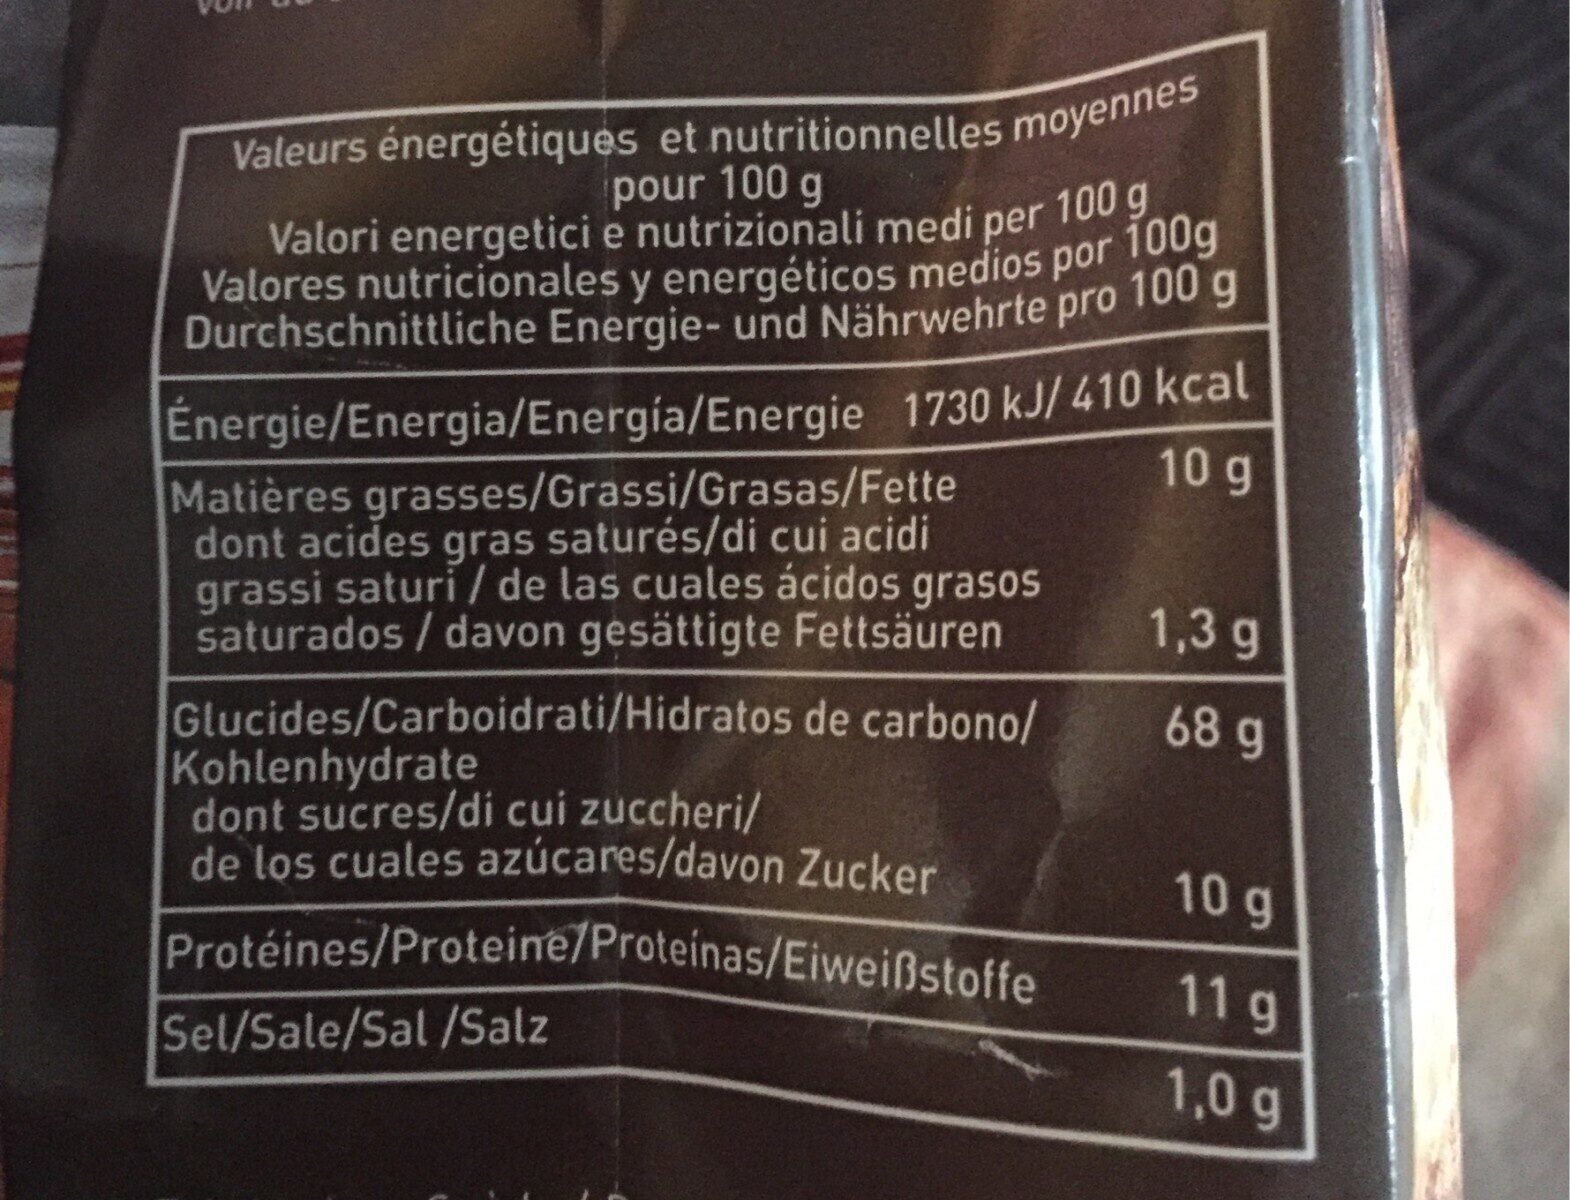 Valeurs énergétiques et nutritionnelles moyennes
pour 100 g
Valori energetici e nutrizionali medi per 100 g
Valores nutricionales y energéticos medios por 100g
Durchschnittliche Energie- und Nährwehrte pro 100 g
Énergie/Energia/Energía/Energie 1730 kJ/ 410 kcal
Matières grasses/Grassi/Grasas/Fette 10 g
dont acides gras saturés/di cui acidi
grassi saturi / de las cuales ácidos grasos
saturados / davon gesättigte Fettsäuren 1,3 g
Glucides/Carboidrati/Hidratos de carbono/ 68 g
Kohlenhydrate
dont sucres/di cui zuccheri/
de los cuales azúcares/davon Zucker 10 g
Protéines/Proteine/Proteínas/Eiweißstoffe 11 g
Sel/Sale/Sal /Salz 1,0 g